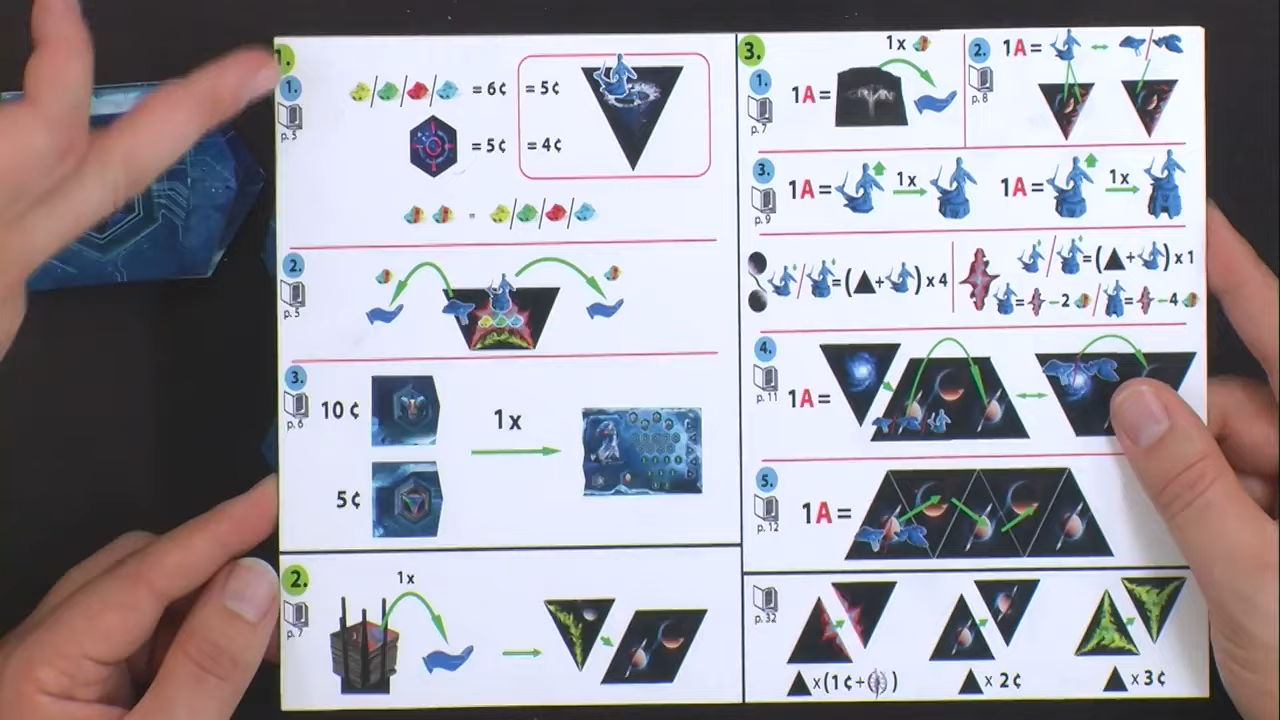 1.
1.
p.5
/ / / = 6¢ = 5¢
= 5¢ = 4¢
= / / /
2.
p.5
3.
p.6
10 ¢
1x
5 ¢
2.
p.7
1x
3.
1.
p.7
1A =
1x
2.
p.8
1A = /
3.
p.9
1A = 1x
1A = 1x
/ = ( + ) x 4
/ = ( + ) x 1
= - 2 / = - 4
4.
p.11
1A =
5.
p.12
1A =
p.32
x (1 ¢ + )
x 2 ¢
x 3 ¢